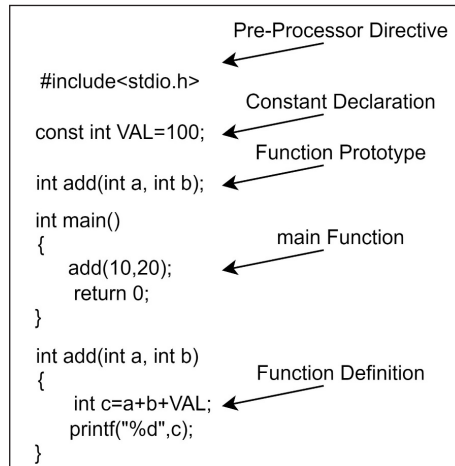 Pre-Processor Directive
#include<stdio.h>
Constant Declaration
const int VAL=100;
Function Prototype
int add(int a, int b);
int main()
{
main Function
add(10,20);
return 0;
}
int add(int a, int b)
{
Function Definition
int c=a+b+VAL;
printf("%d",c);
}